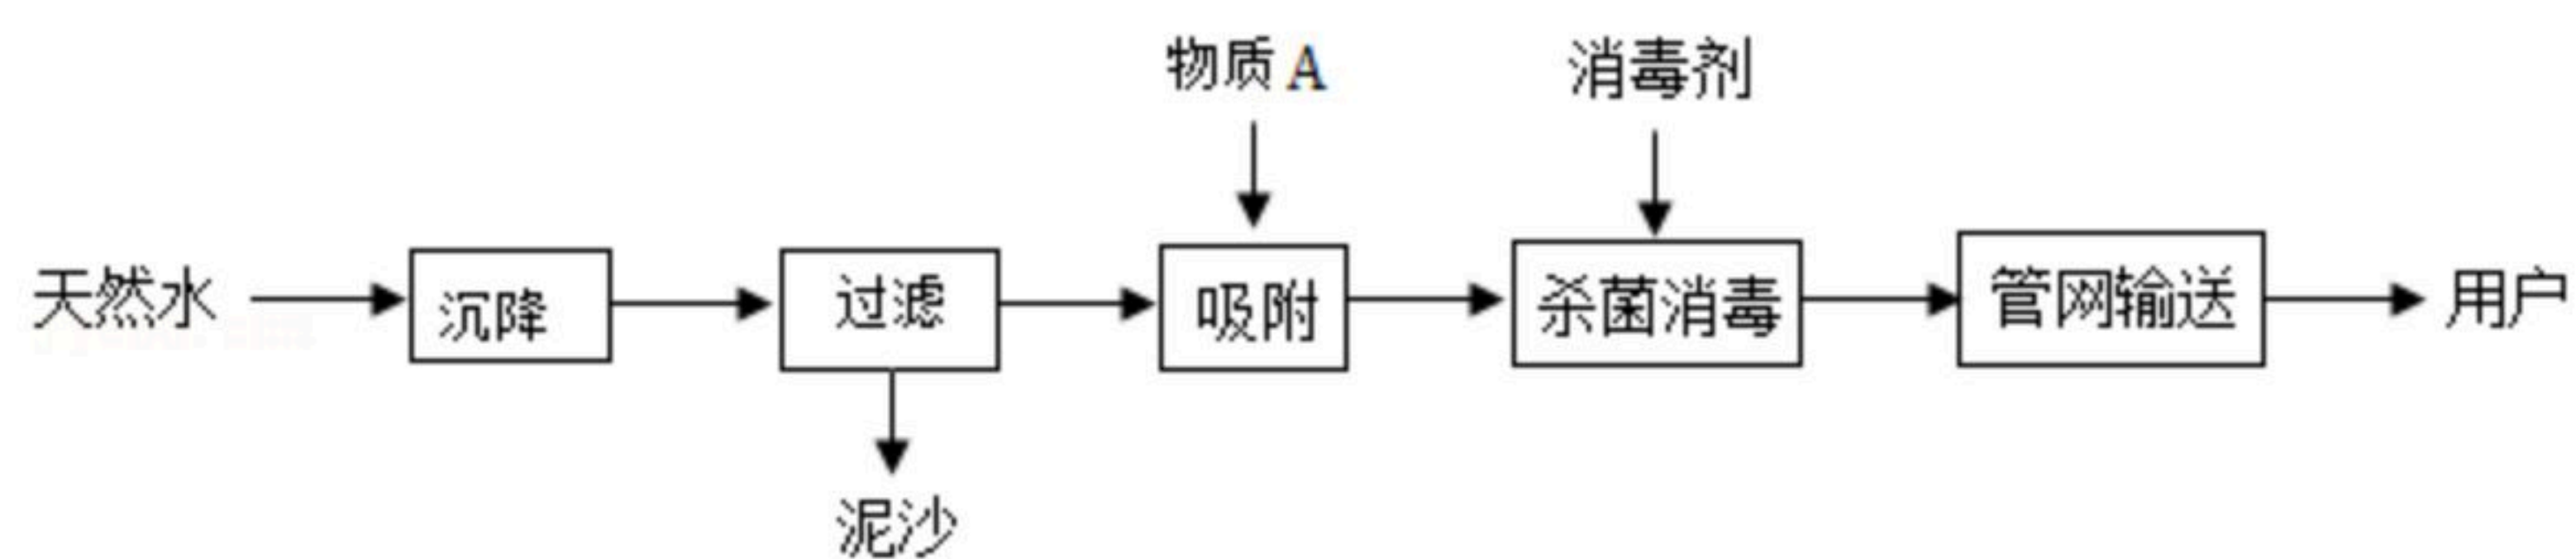 物质 A
消毒剂
天然水
沉降
过滤
吸附
杀菌消毒
管网输送
用户
泥沙